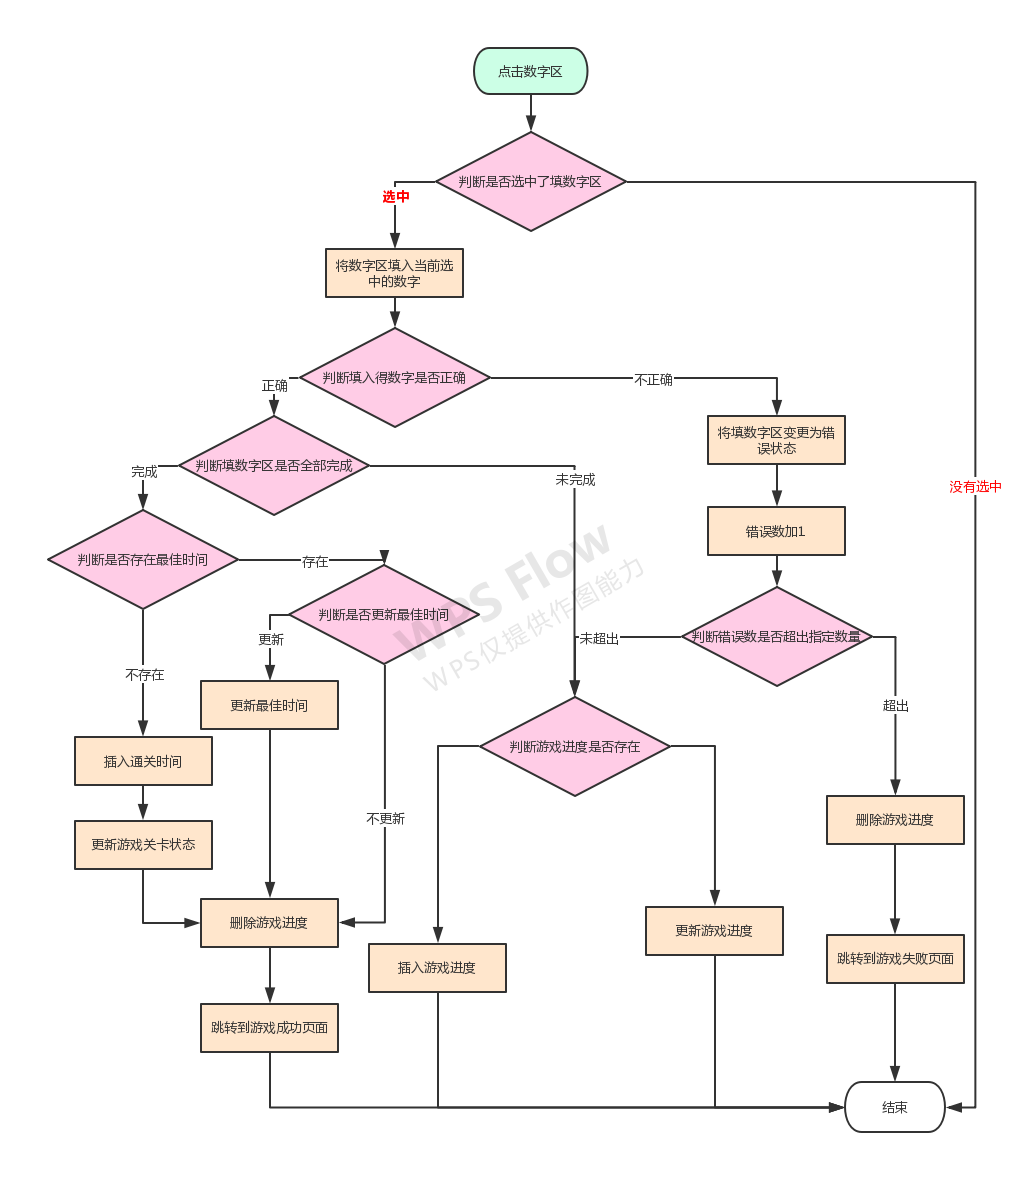 点击数字区
判断是否选中了填数字区
选中
将数字区填入当前选
中的数字
判断填入得数字是否正确
正确
不正确
将填数字区变更为错
误状态
判断填数字区是否全部完成
完成
未完成
没有选中
错误数加1
WPS Flow
WPS仅提供作图能力
判断是否存在最佳时间
存在
判断是否更新最佳时间
更新
未超出
判断错误数是否超出指定数量
不存在
更新最佳时间
超出
判断游戏进度是否存在
插入通关时间
不更新
删除游戏进度
更新游戏关卡状态
删除游戏进度
更新游戏进度
插入游戏进度
跳转到游戏失败页面
跳转到游戏成功页面
结束